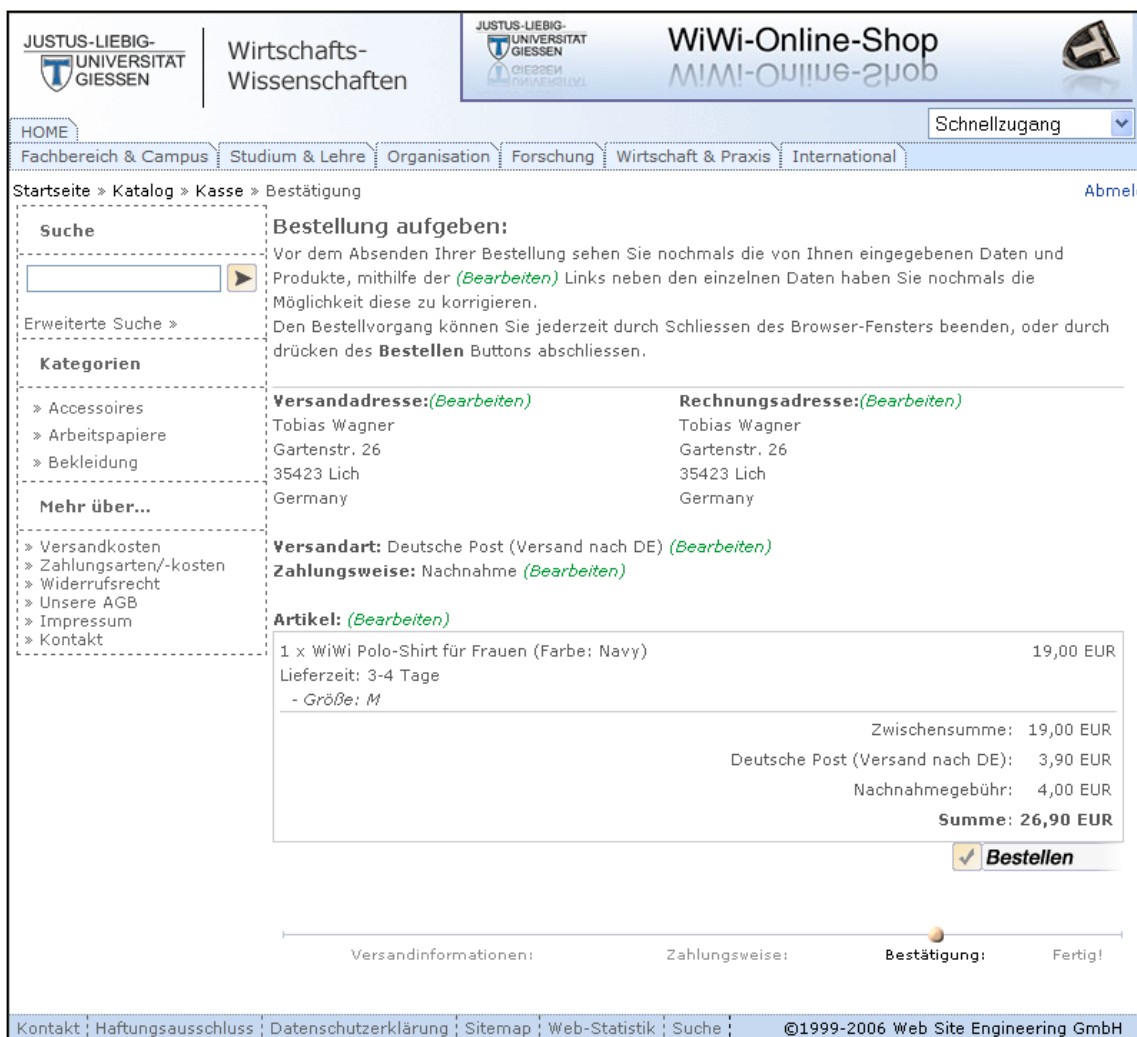 JUSTUS-LIEBIG-
UNIVERSITAT
GIESSEN
Wirtschafts-
Wissenschaften
JUSTUS-LIEBIG-
UNIVERSITAT
GIESSEN
WiWi-Online-Shop
HOME
Schnellzugang
Fachbereich & Campus Studium & Lehre Organisation Forschung Wirtschaft & Praxis International
Startseite » Katalog » Kasse » Bestätigung
Abmel
Suche
Erweiterte Suche »
Kategorien
» Accessoires
» Arbeitspapiere
» Bekleidung
Mehr über...
» Versandkosten
» Zahlungsarten/-kosten
» Widerrufsrecht
» Unsere AGB
» Impressum
» Kontakt
Bestellung aufgeben:
Vor dem Absenden Ihrer Bestellung sehen Sie nochmals die von Ihnen eingegebenen Daten und
Produkte, mithilfe der (Bearbeiten) Links neben den einzelnen Daten haben Sie nochmals die
Möglichkeit diese zu korrigieren.
Den Bestellvorgang können Sie jederzeit durch Schliessen des Browser-Fensters beenden, oder durch
drücken des Bestellen Buttons abschliessen.
Versandadresse:(Bearbeiten)
Tobias Wagner
Gartenstr. 26
35423 Lich
Germany
Rechnungsadresse:(Bearbeiten)
Tobias Wagner
Gartenstr. 26
35423 Lich
Germany
Versandart: Deutsche Post (Versand nach DE) (Bearbeiten)
Zahlungsweise: Nachnahme (Bearbeiten)
Artikel: (Bearbeiten)
1 x WiWi Polo-Shirt für Frauen (Farbe: Navy) 19,00 EUR
Lieferzeit: 3-4 Tage
- Größe: M
Zwischensumme: 19,00 EUR
Deutsche Post (Versand nach DE): 3,90 EUR
Nachnahmegebühr: 4,00 EUR
Summe: 26,90 EUR
Bestellen
Versandinformationen: Zahlungsweise: Bestätigung: Fertig!
Kontakt Haftungsausschluss Datenschutzerklärung Sitemap Web-Statistik Suche ©1999-2006 Web Site Engineering GmbH